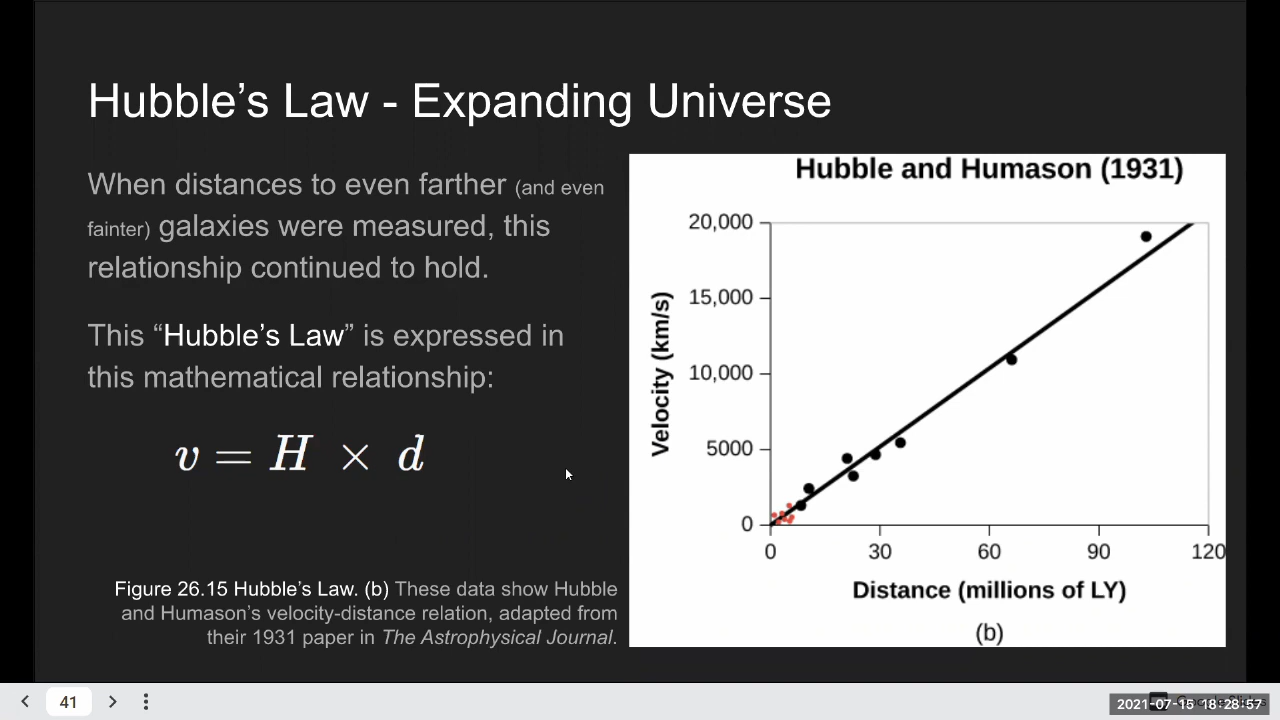 Hubble’s Law - Expanding Universe
When distances to even farther (and even
fainter) galaxies were measured, this
relationship continued to hold.
This “Hubble’s Law” is expressed in
this mathematical relationship:
v = H × d
Figure 26.15 Hubble’s Law. (b) These data show Hubble
and Humason’s velocity-distance relation, adapted from
their 1931 paper in The Astrophysical Journal.
Hubble and Humason (1931)
20,000
15,000
10,000
5000
0
Velocity (km/s)
0 30 60 90 120
Distance (millions of LY)
(b)
41
2021-07-15 18:28:57